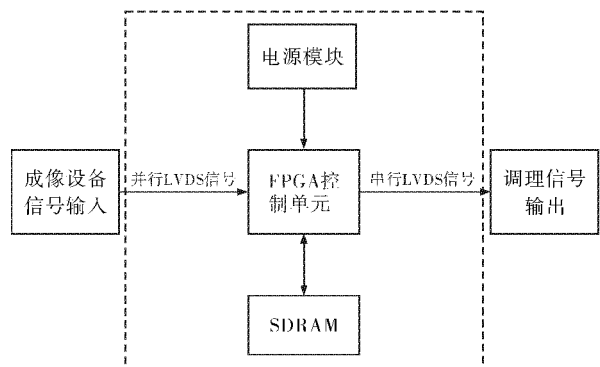 电源模块
成像设备
信号输入
并行LVDS信号
FPGA控
制单元
串行LVDS信号
调理信号
输出
SDRAM